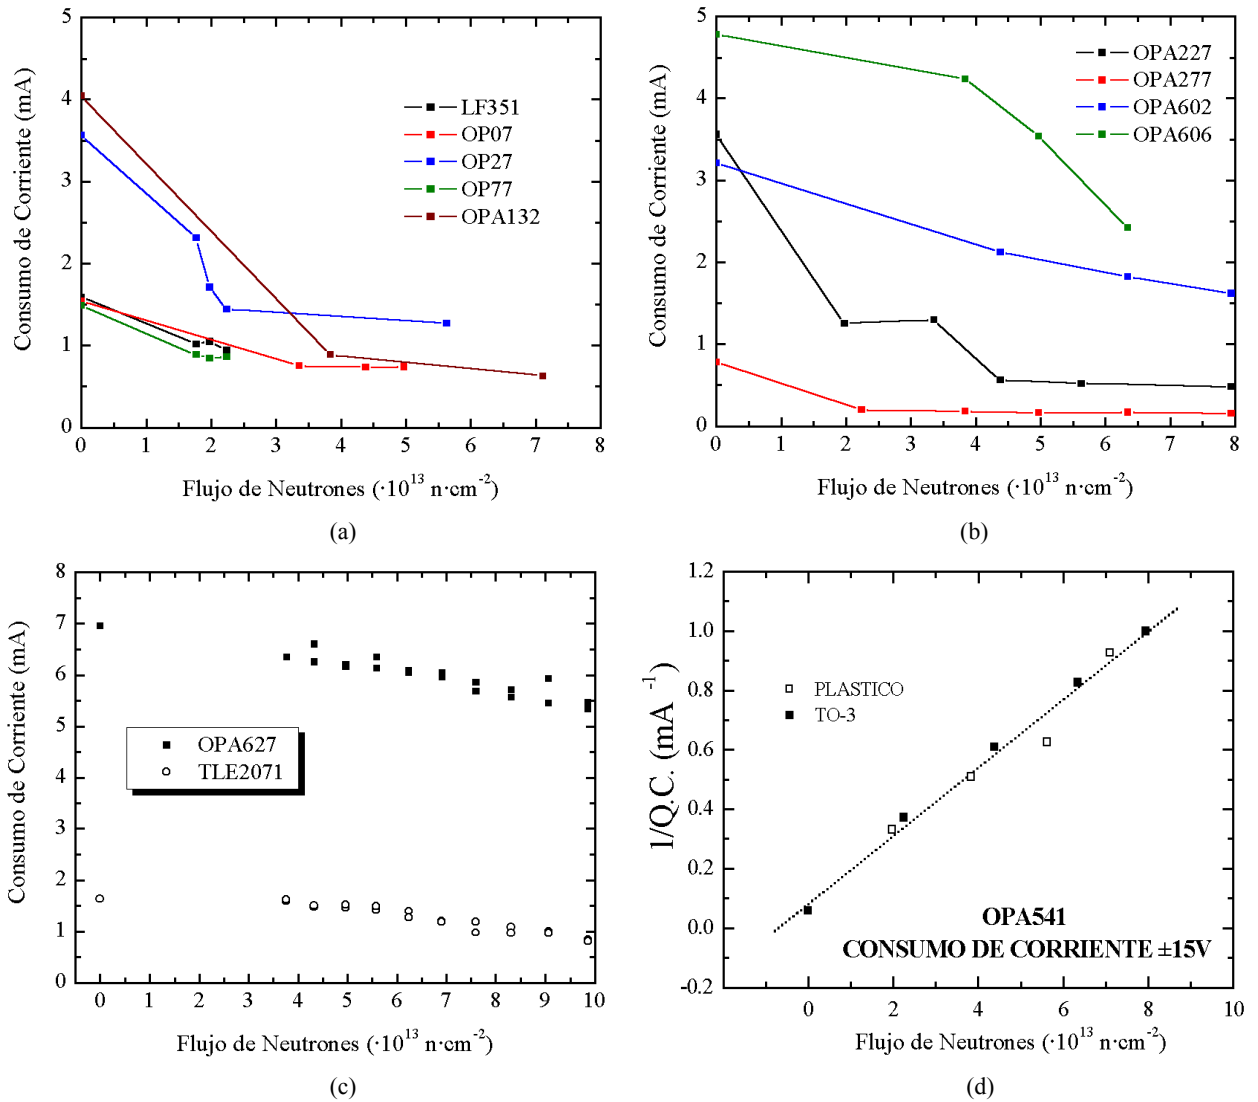 5
4
3
2
1
0
Consumo de Corriente (mA)
LF351
OP07
OP27
OP77
OPA132
0 1 2 3 4 5 6 7 8
Flujo de Neutrones (·10¹³ n·cm⁻²)
(a)
5
4
3
2
1
0
Consumo de Corriente (mA)
OPA227
OPA277
OPA602
OPA606
0 1 2 3 4 5 6 7 8
Flujo de Neutrones (·10¹³ n·cm⁻²)
(b)
8
7
6
5
4
3
2
1
0
Consumo de Corriente (mA)
OPA627
TLE2071
0 1 2 3 4 5 6 7 8 9 10
Flujo de Neutrones (·10¹³ n·cm⁻²)
(c)
1.2
1.0
0.8
0.6
0.4
0.2
0.0
-0.2
1/Q.C. (mA⁻¹)
PLASTICO
TO-3
OPA541
CONSUMO DE CORRIENTE ±15V
0 2 4 6 8 10
Flujo de Neutrones (·10¹³ n·cm⁻²)
(d)